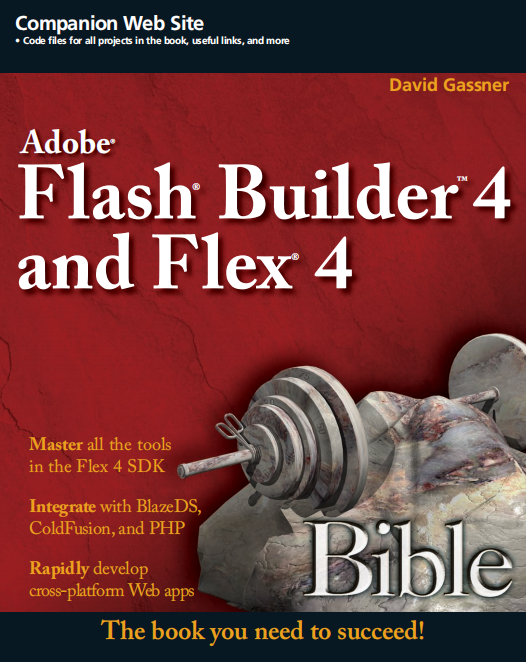 Companion Web Site
• Code files for all projects in the book, useful links, and more
David Gassner
Adobe®
Flash® Builder™ 4
and Flex® 4
Master all the tools
in the Flex 4 SDK
Integrate with BlazeDS,
ColdFusion, and PHP
Rapidly develop
cross-platform Web apps
Bible
The book you need to succeed!